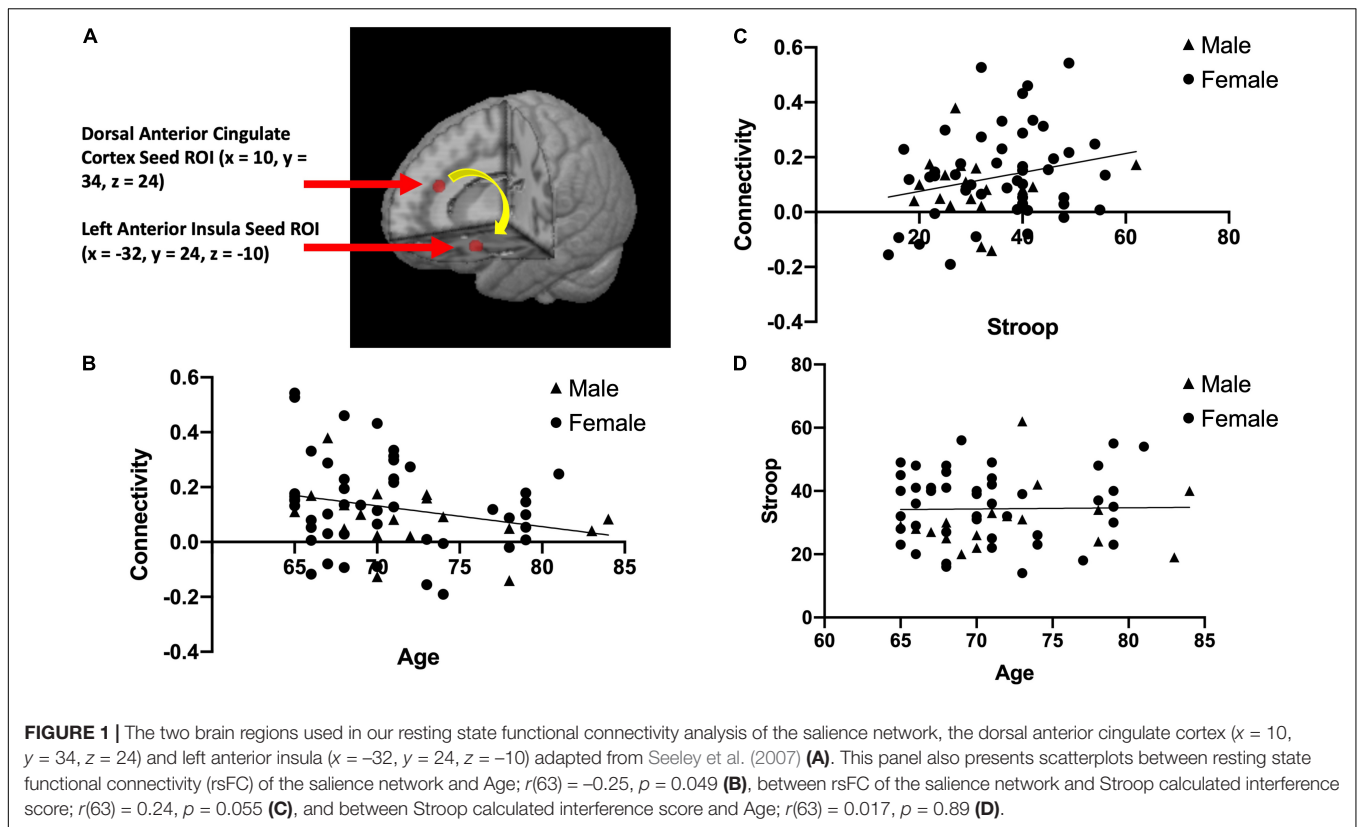 A
Dorsal Anterior Cingulate
Cortex Seed ROI (x = 10, y =
34, z = 24)
Left Anterior Insula Seed ROI
(x = -32, y = 24, z = -10)
C
0.6
0.4
0.2
0.0
-0.2
-0.4
Connectivity
20
40
60
80
Stroop
Male
Female
B
0.6
0.4
0.2
0.0
-0.2
-0.4
Connectivity
65
70
75
80
85
Age
Male
Female
D
80
60
40
20
0
Stroop
60
65
70
75
80
85
Age
Male
Female
FIGURE 1 | The two brain regions used in our resting state functional connectivity analysis of the salience network, the dorsal anterior cingulate cortex (x = 10,
y = 34, z = 24) and left anterior insula (x = –32, y = 24, z = –10) adapted from Seeley et al. (2007) (A). This panel also presents scatterplots between resting state
functional connectivity (rsFC) of the salience network and Age; r(63) = –0.25, p = 0.049 (B), between rsFC of the salience network and Stroop calculated interference
score; r(63) = 0.24, p = 0.055 (C), and between Stroop calculated interference score and Age; r(63) = 0.017, p = 0.89 (D).